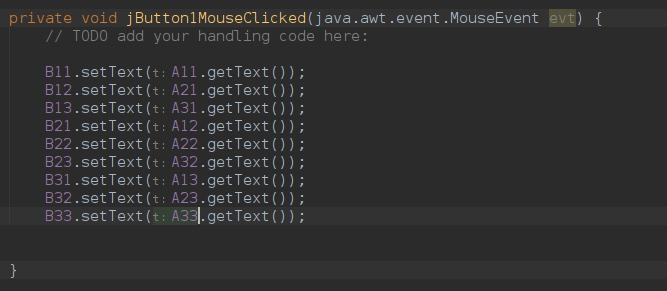 private void jButton1MouseClicked(java.awt.event.MouseEvent evt) {
// TODO add your handling code here:
B11.setText(t: A11.getText());
B12.setText(t: A21.getText());
B13.setText(t: A31.getText());
B21.setText(t: A12.getText());
B22.setText(t: A22.getText());
B23.setText(t: A32.getText());
B31.setText(t: A13.getText());
B32.setText(t: A23.getText());
B33.setText(t: A33.getText());
}